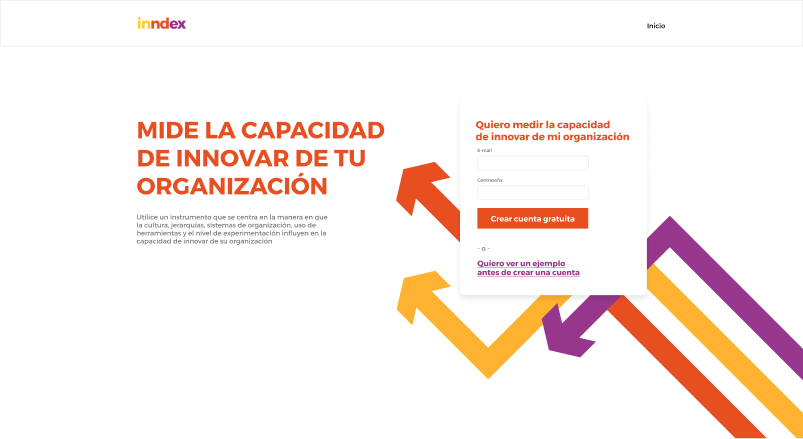 inndex
Inicio
MIDE LA CAPACIDAD
DE INNOVAR DE TU
ORGANIZACIÓN
Utilice un instrumento que se centra en la manera en que
la cultura, jerarquías, sistemas de organización, uso de
herramientas y el nivel de experimentación influyen en la
capacidad de innovar de su organización
Quiero medir la capacidad
de innovar de mi organización
E-mail
Contraseña
Crear cuenta gratuita
- o -
Quiero ver un ejemplo
antes de crear una cuenta